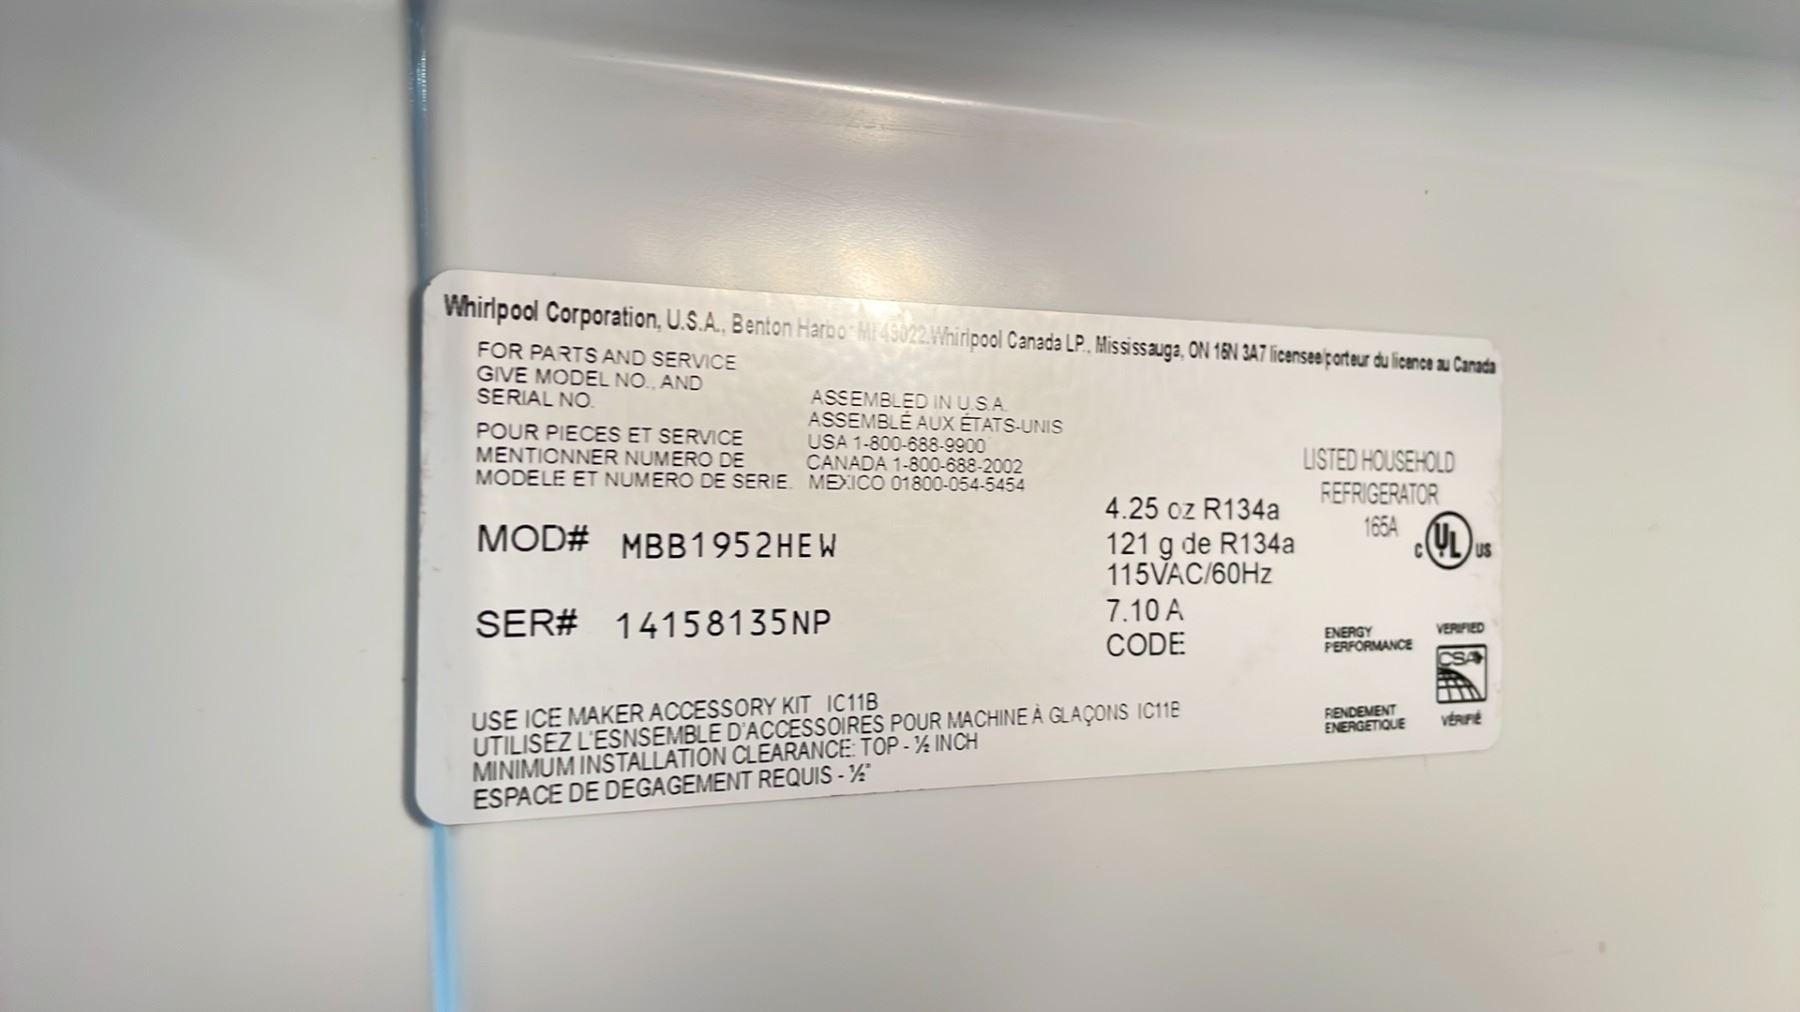 Whirlpool Corporation, U.S.A., Benton Harbor MI 49022. Whirlpool Canada LP., Mississauga, ON 16N 3A7 licensee/porteur du licence au Canada
FOR PARTS AND SERVICE
GIVE MODEL NO., AND
SERIAL NO.
POUR PIECES ET SERVICE
MENTIONNER NUMERO DE
MODELE ET NUMERO DE SERIE.
ASSEMBLED IN U.S.A.
ASSEMBLÉ AUX ÉTATS-UNIS
USA 1-800-688-9900
CANADA 1-800-688-2002
MEXICO 01800-054-5454
MOD# MBB1952HEW
SER# 14158135NP
4.25 oz R134a
121 g de R134a
115VAC/60Hz
7.10 A
CODE
LISTED HOUSEHOLD
REFRIGERATOR
165A
C UL US
ENERGY
PERFORMANCE
VERIFIED
CSA
RENDEMENT
ENERGETIQUE
VÉRIFIÉ
USE ICE MAKER ACCESSORY KIT IC11B
UTILISEZ L'ESNSEMBLE D'ACCESSOIRES POUR MACHINE À GLAÇONS IC11B
MINIMUM INSTALLATION CLEARANCE: TOP - ½ INCH
ESPACE DE DEGAGEMENT REQUIS - ½"